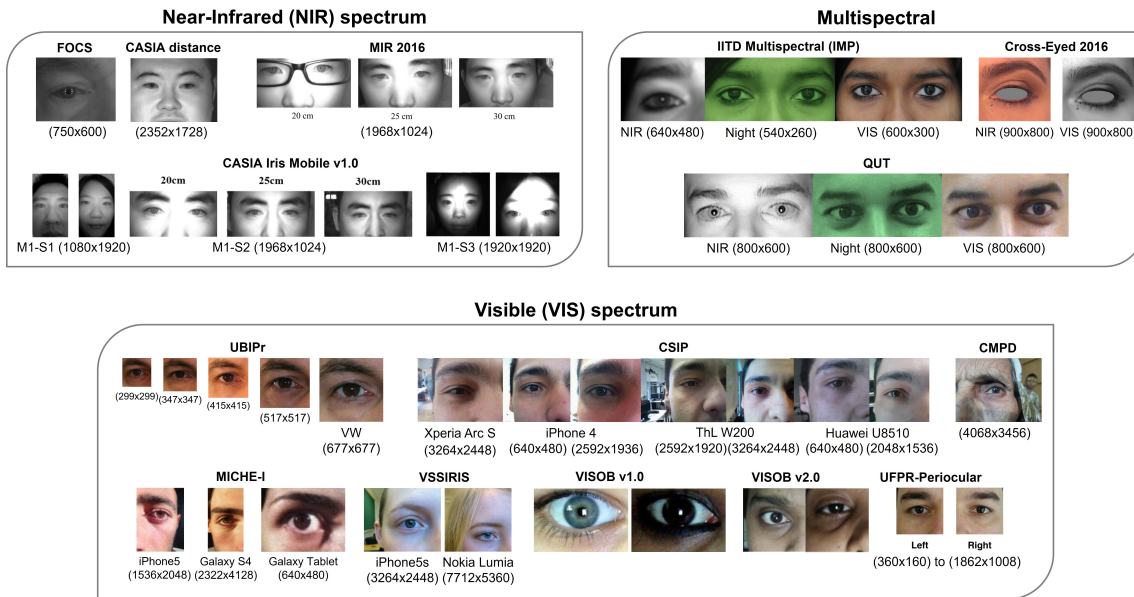 Near-Infrared (NIR) spectrum
FOCS
CASIA distance
MIR 2016
20 cm
25 cm
30 cm
(750x600)
(2352x1728)
(1968x1024)
CASIA Iris Mobile v1.0
20cm
25cm
30cm
M1-S1 (1080x1920)
M1-S2 (1968x1024)
M1-S3 (1920x1920)
Multispectral
IITD Multispectral (IMP)
Cross-Eyed 2016
NIR (640x480)
Night (540x260)
VIS (600x300)
NIR (900x800)
VIS (900x800
QUT
NIR (800x600)
Night (800x600)
VIS (800x600)
Visible (VIS) spectrum
UBIPr
(299x299)
(347x347)
(415x415)
(517x517)
VW
(677x677)
CSIP
Xperia Arc S
(3264x2448)
iPhone 4
(640x480) (2592x1936)
ThL W200
(2592x1920) (3264x2448)
Huawei U8510
(640x480) (2048x1536)
CMPD
(4068x3456)
MICHE-I
iPhone5
(1536x2048)
Galaxy S4
(2322x4128)
Galaxy Tablet
(640x480)
VSSIRIS
iPhone5s
(3264x2448)
Nokia Lumia
(7712x5360)
VISOB v1.0
VISOB v2.0
UFPR-Periocular
Left
Right
(360x160) to (1862x1008)